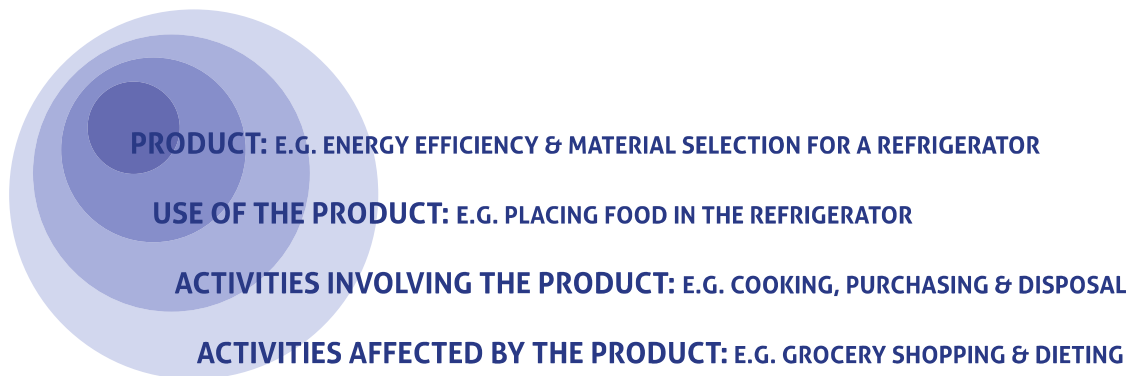 PRODUCT: E.G. ENERGY EFFICIENCY & MATERIAL SELECTION FOR A REFRIGERATOR
USE OF THE PRODUCT: E.G. PLACING FOOD IN THE REFRIGERATOR
ACTIVITIES INVOLVING THE PRODUCT: E.G. COOKING, PURCHASING & DISPOSAL
ACTIVITIES AFFECTED BY THE PRODUCT: E.G. GROCERY SHOPPING & DIETING